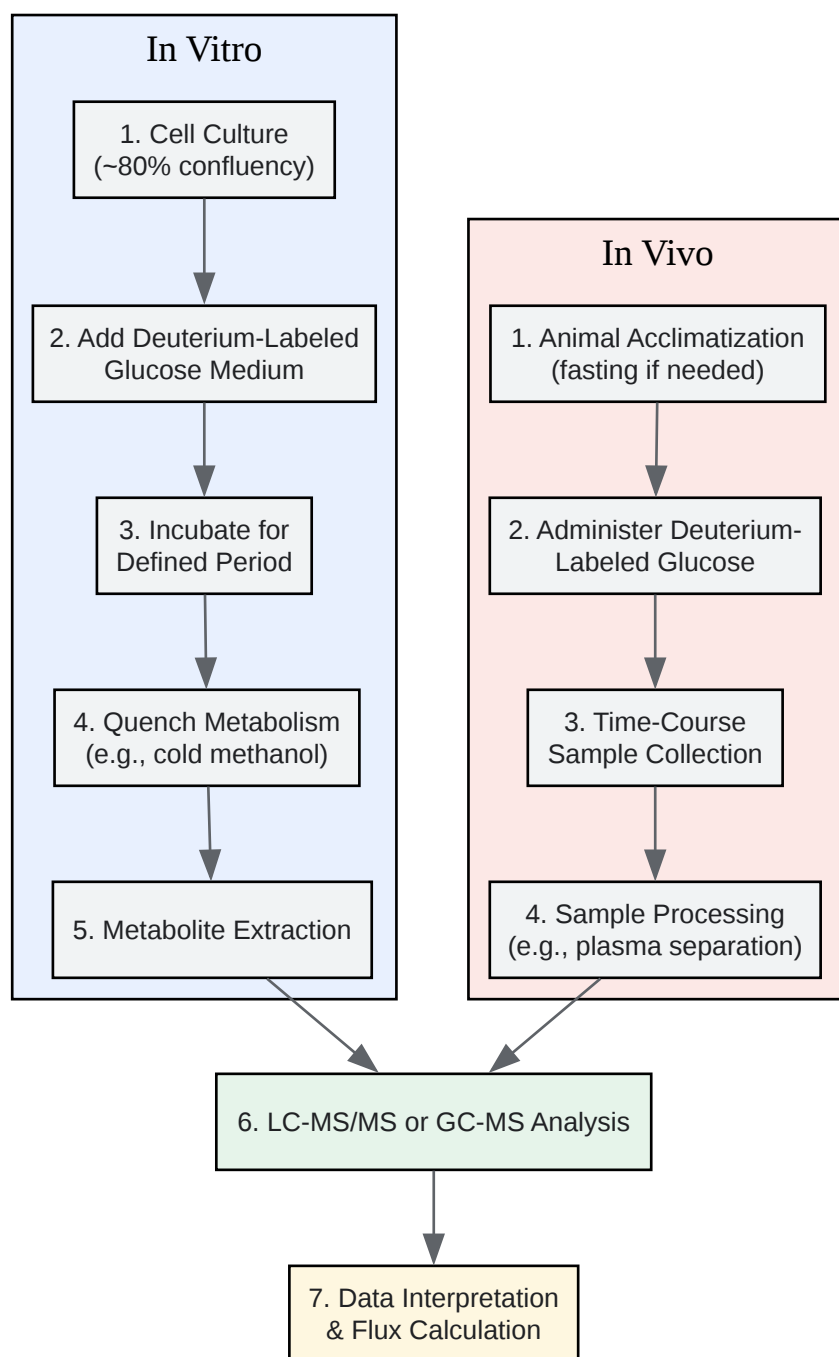 In Vitro
1. Cell Culture
(~80% confluency)
2. Add Deuterium-Labeled
Glucose Medium
3. Incubate for
Defined Period
4. Quench Metabolism
(e.g., cold methanol)
5. Metabolite Extraction
In Vivo
1. Animal Acclimatization
(fasting if needed)
2. Administer Deuterium-
Labeled Glucose
3. Time-Course
Sample Collection
4. Sample Processing
(e.g., plasma separation)
6. LC-MS/MS or GC-MS Analysis
7. Data Interpretation
& Flux Calculation